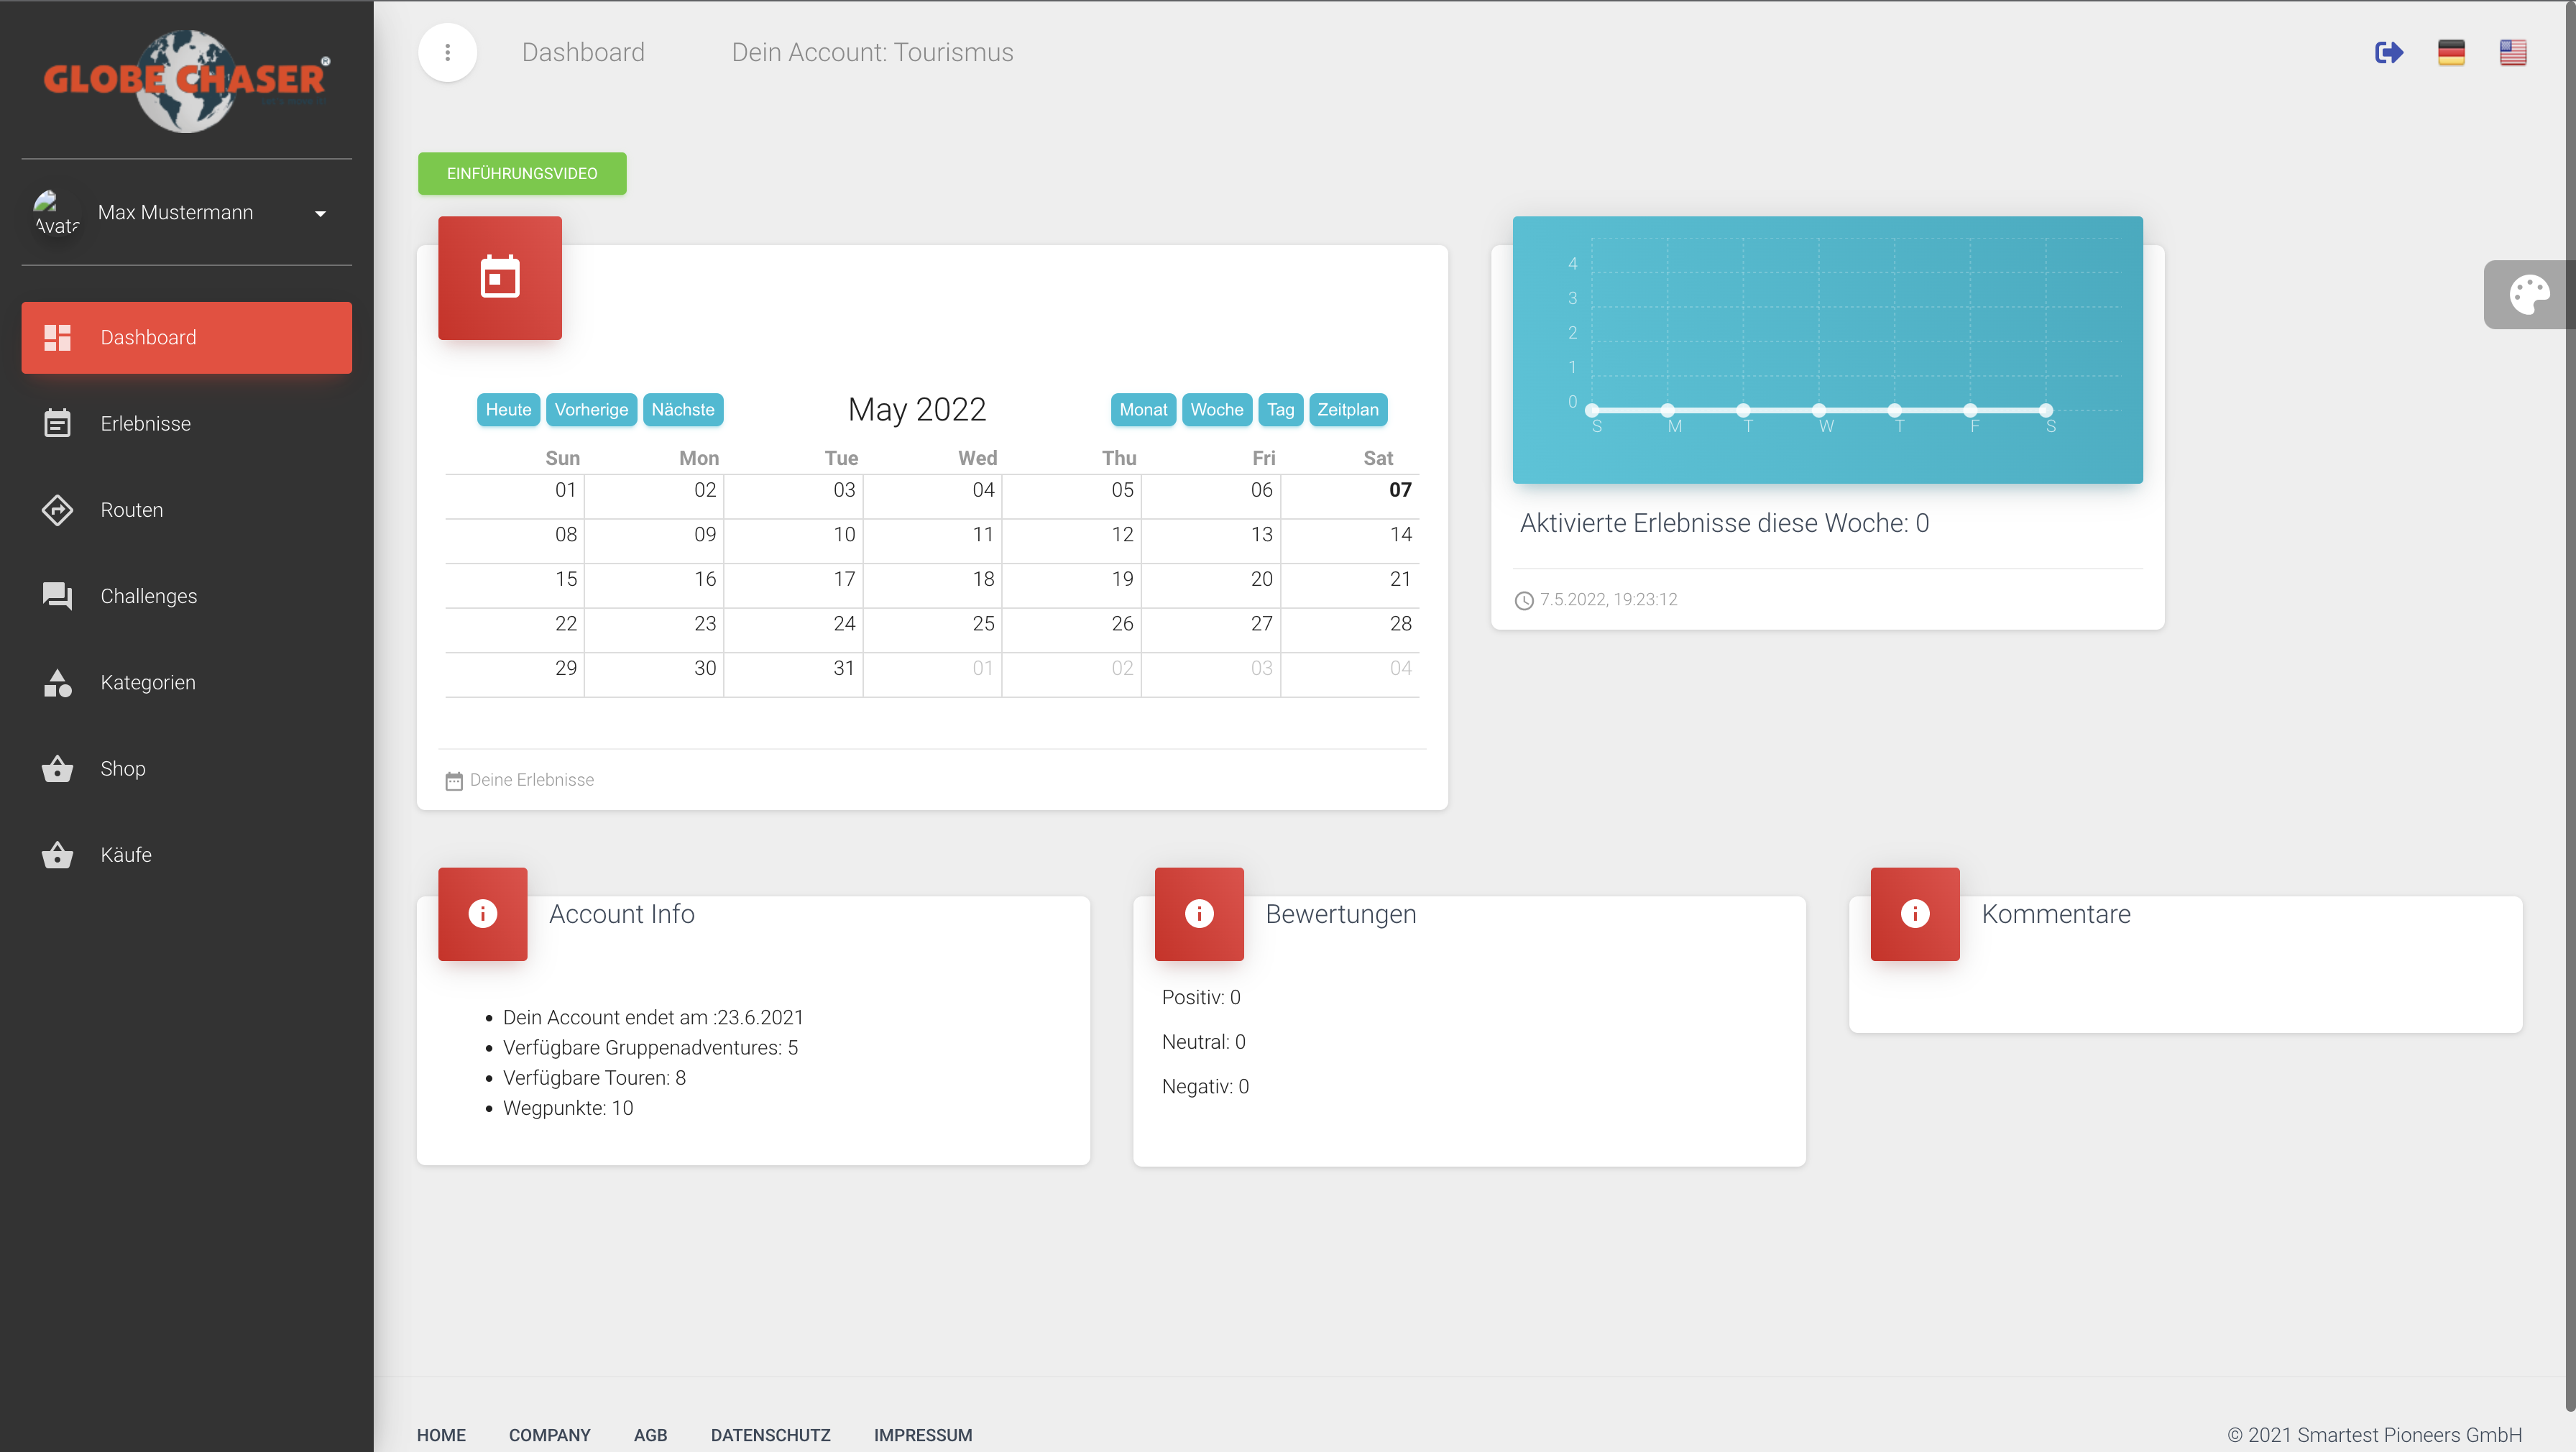 GLOBE CHASER®
Avata
Max Mustermann
Dashboard
Erlebnisse
Routen
Challenges
Kategorien
Shop
Käufe
Dashboard
Dein Account: Tourismus
EINFÜHRUNGSVIDEO
Heute Vorherige Nächste
May 2022
Monat Woche Tag Zeitplan
Sun Mon Tue Wed Thu Fri Sat
01 02 03 04 05 06 07
08 09 10 11 12 13 14
15 16 17 18 19 20 21
22 23 24 25 26 27 28
29 30 31 01 02 03 04
Deine Erlebnisse
4
3
2
1
0
S M T W T F S
Aktivierte Erlebnisse diese Woche: 0
7.5.2022, 19:23:12
Account Info
Dein Account endet am :23.6.2021
Verfügbare Gruppenadventures: 5
Verfügbare Touren: 8
Wegpunkte: 10
Bewertungen
Positiv: 0
Neutral: 0
Negativ: 0
Kommentare
HOME COMPANY AGB DATENSCHUTZ IMPRESSUM
© 2021 Smartest Pioneers GmbH